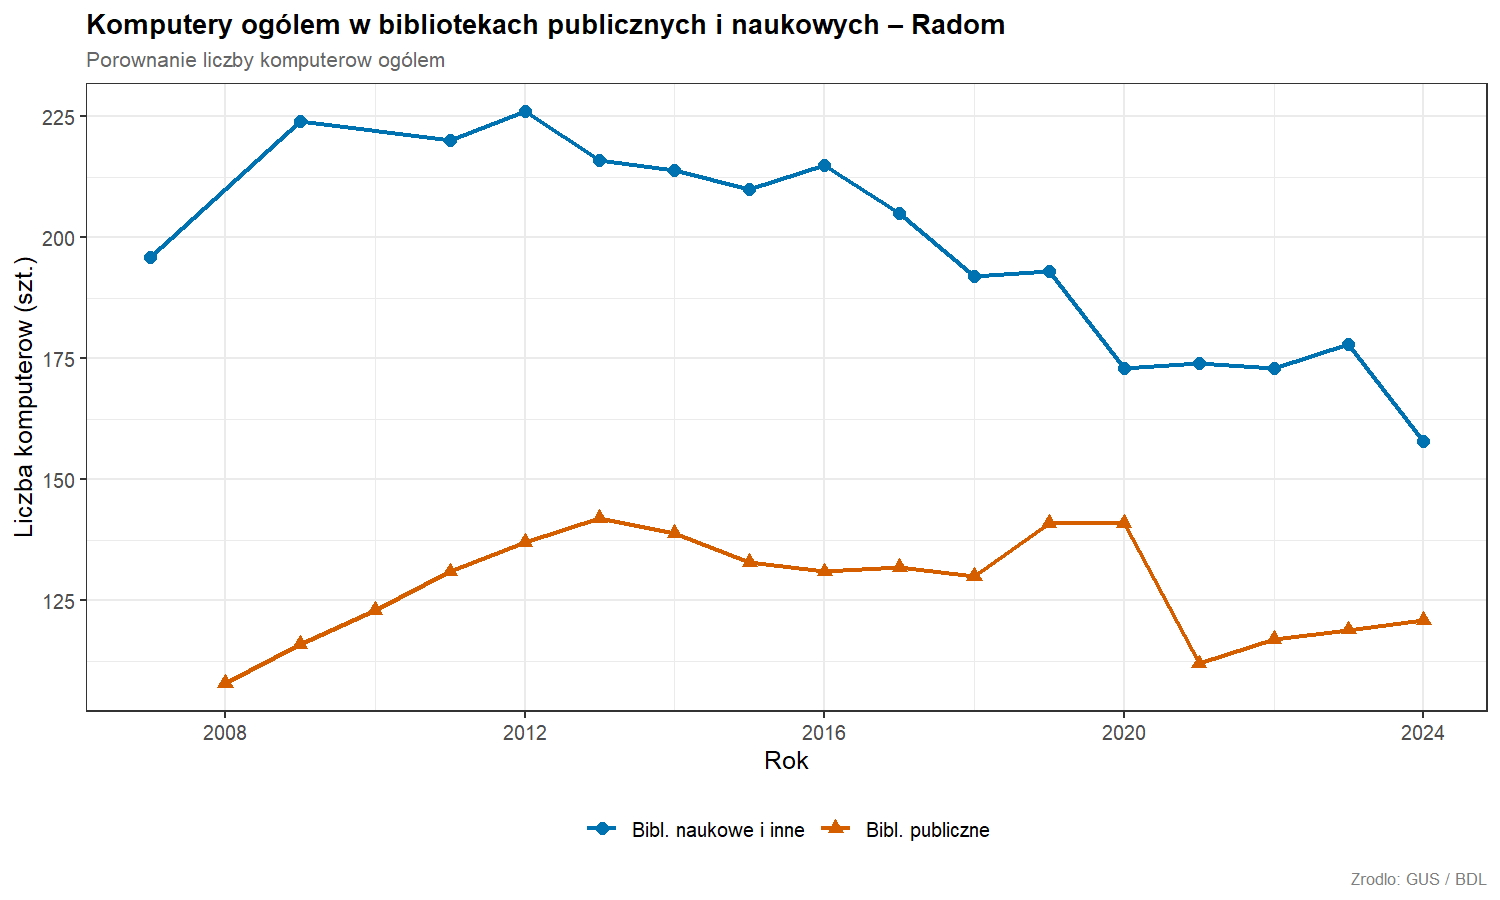 Komputery ogólem w bibliotekach publicznych i naukowych – Radom
Porownanie liczby komputerow ogólem
Liczba komputerow (szt.)
225
200
175
150
125
2008 2012 2016 2020 2024
Rok
Bibl. naukowe i inne Bibl. publiczne
Zrodlo: GUS / BDL